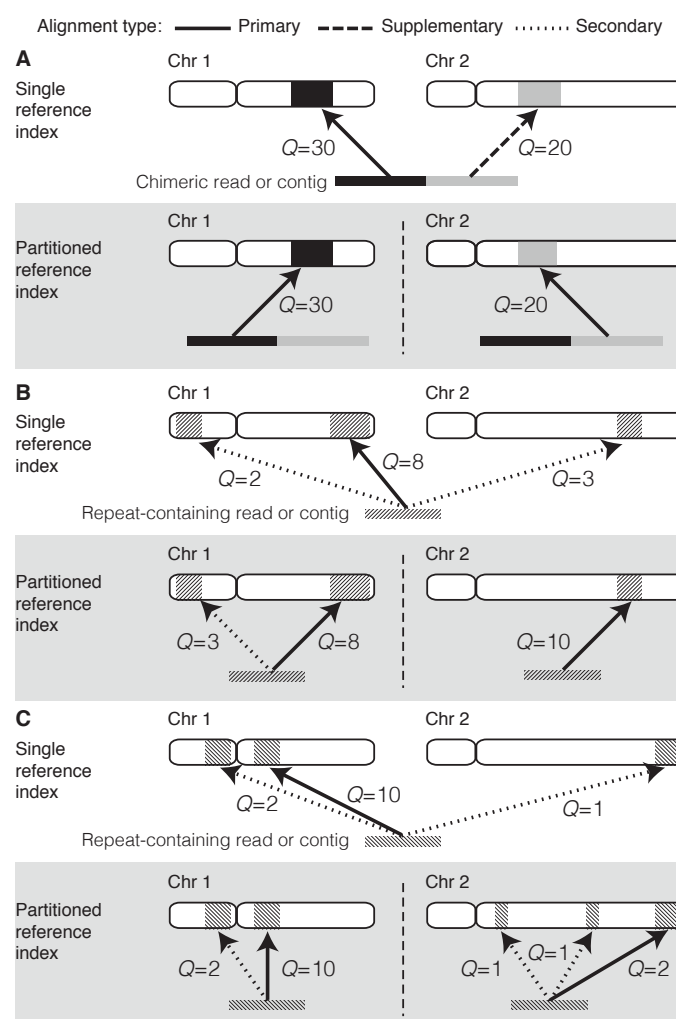 Alignment type: Primary Supplementary Secondary
A
Chr 1 Chr 2
Single
reference
index
Q=30 Q=20
Chimeric read or contig
Chr 1 Chr 2
Partitioned
reference
index
Q=30 Q=20
B
Chr 1 Chr 2
Single
reference
index
Q=2 Q=8 Q=3
Repeat-containing read or contig
Chr 1 Chr 2
Partitioned
reference
index
Q=3 Q=8 Q=10
C
Chr 1 Chr 2
Single
reference
index
Q=2 Q=10 Q=1
Repeat-containing read or contig
Chr 1 Chr 2
Partitioned
reference
index
Q=2 Q=10 Q=1 Q=1 Q=2